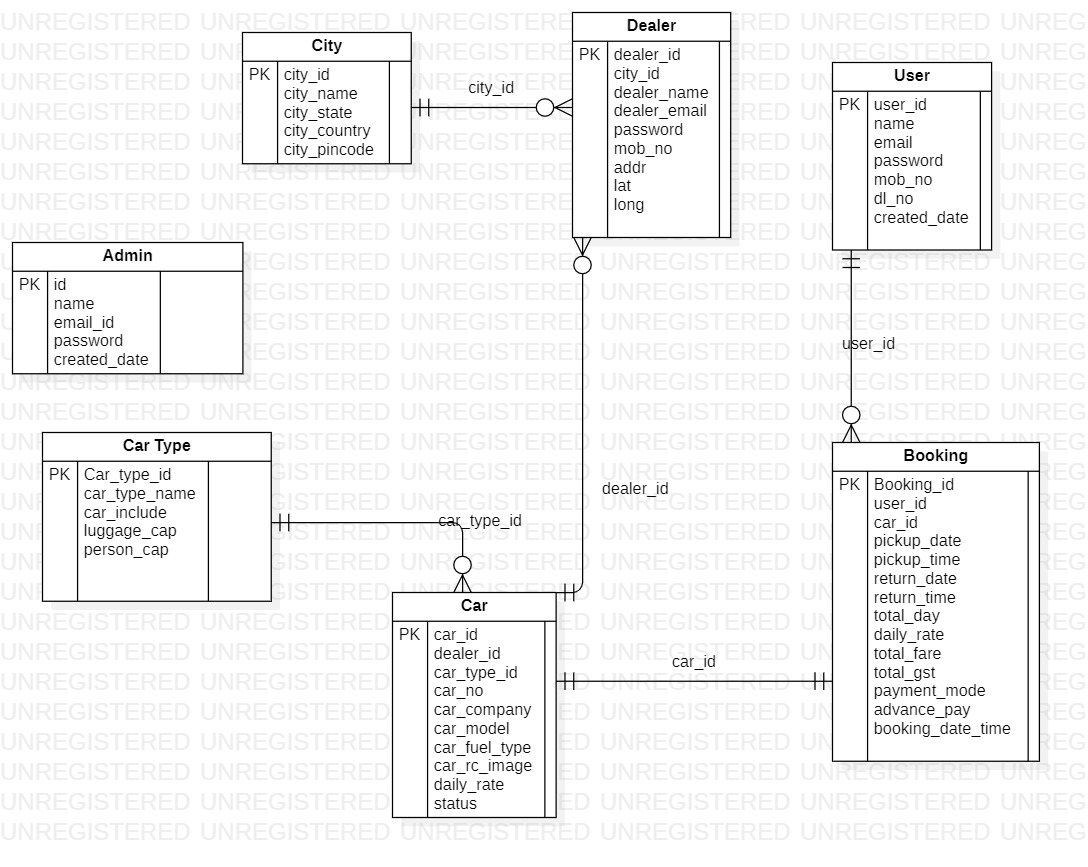 City
PK
city_id
city_name
city_state
city_country
city_pincode
city_id
Dealer
PK
dealer_id
city_id
dealer_name
dealer_email
password
mob_no
addr
lat
long
User
PK
user_id
name
email
password
mob_no
dl_no
created_date
Admin
PK
id
name
email_id
password
created_date
user_id
Car Type
PK
Car_type_id
car_type_name
car_include
luggage_cap
person_cap
car_type_id
dealer_id
Car
PK
car_id
dealer_id
car_type_id
car_no
car_company
car_model
car_fuel_type
car_rc_image
daily_rate
status
car_id
Booking
PK
Booking_id
user_id
car_id
pickup_date
pickup_time
return_date
return_time
total_day
daily_rate
total_fare
total_gst
payment_mode
advance_pay
booking_date_time
UNREGISTERED